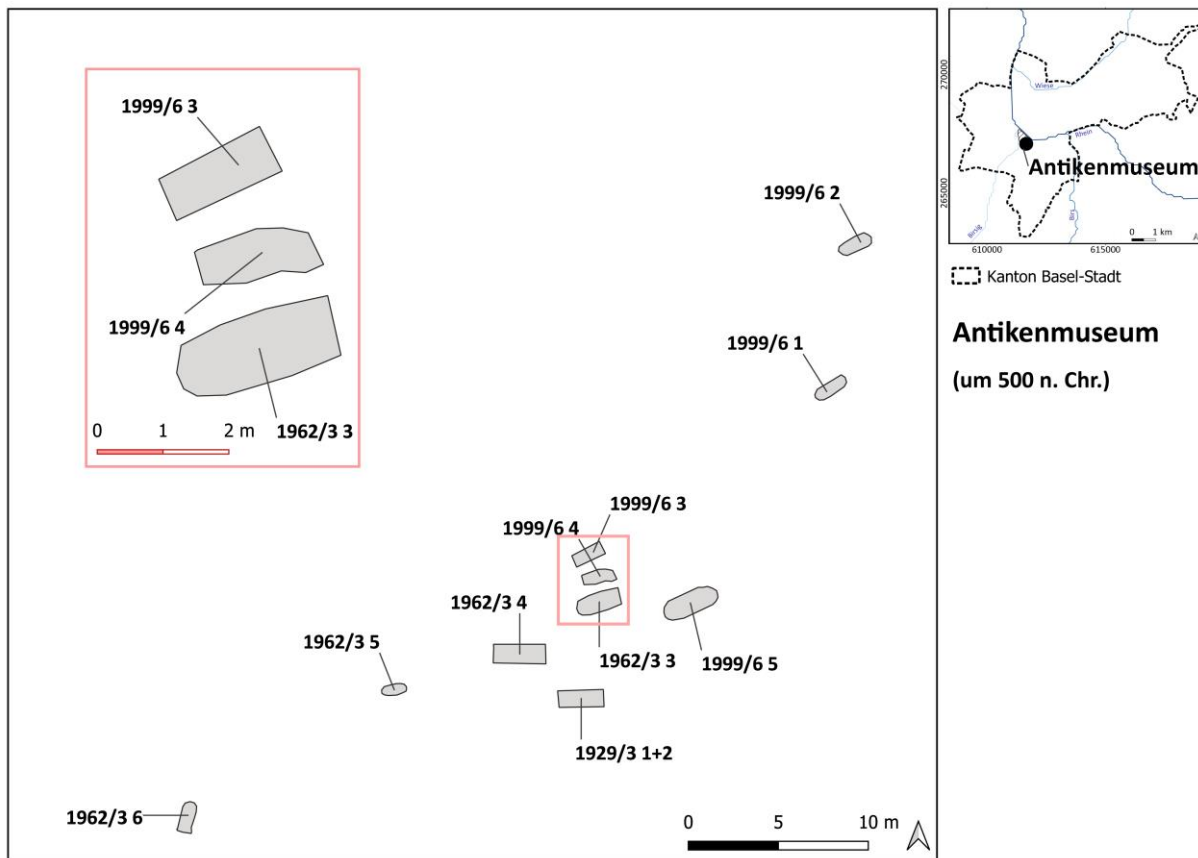 1999/6 3
1999/6 4
1962/3 3
0 1 2 m
1999/6 2
1999/6 1
1999/6 3
1999/6 4
1962/3 4
1962/3 5
1962/3 3
1999/6 5
1929/3 1+2
1962/3 6
0 5 10 m
270000
265000
Wiese
Rhein
Antikenmuseum
Birsig
0 1 km
610000 615000
Kanton Basel-Stadt
Antikenmuseum
(um 500 n. Chr.)